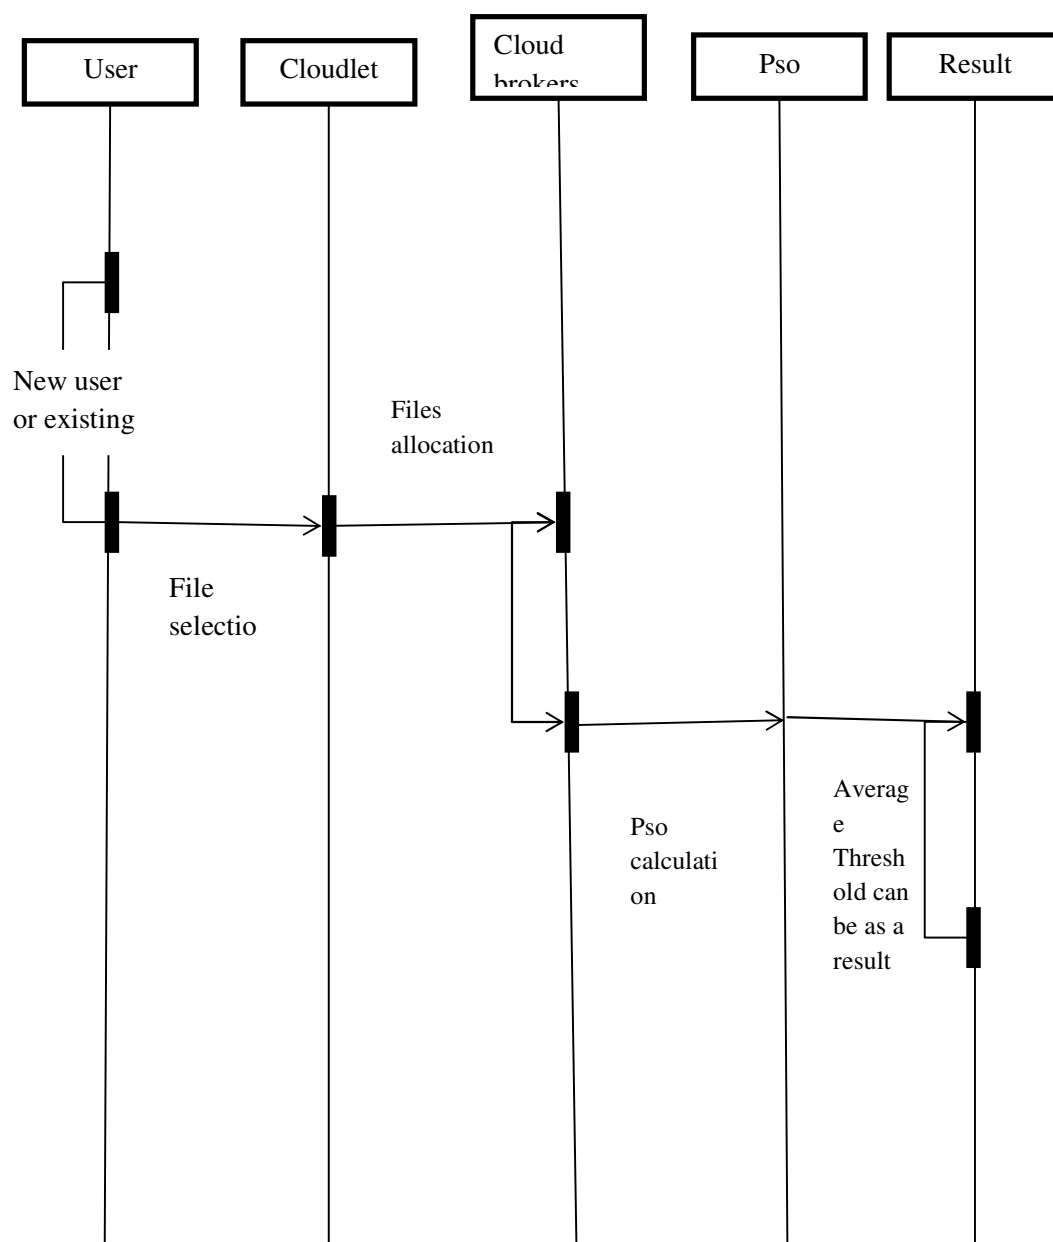 User
Cloudlet
Cloud
brokers
Pso
Result
New user
or existing
Files
allocation
File
selectio
Pso
calculati
on
Averag
e
Thresh
old can
be as a
result